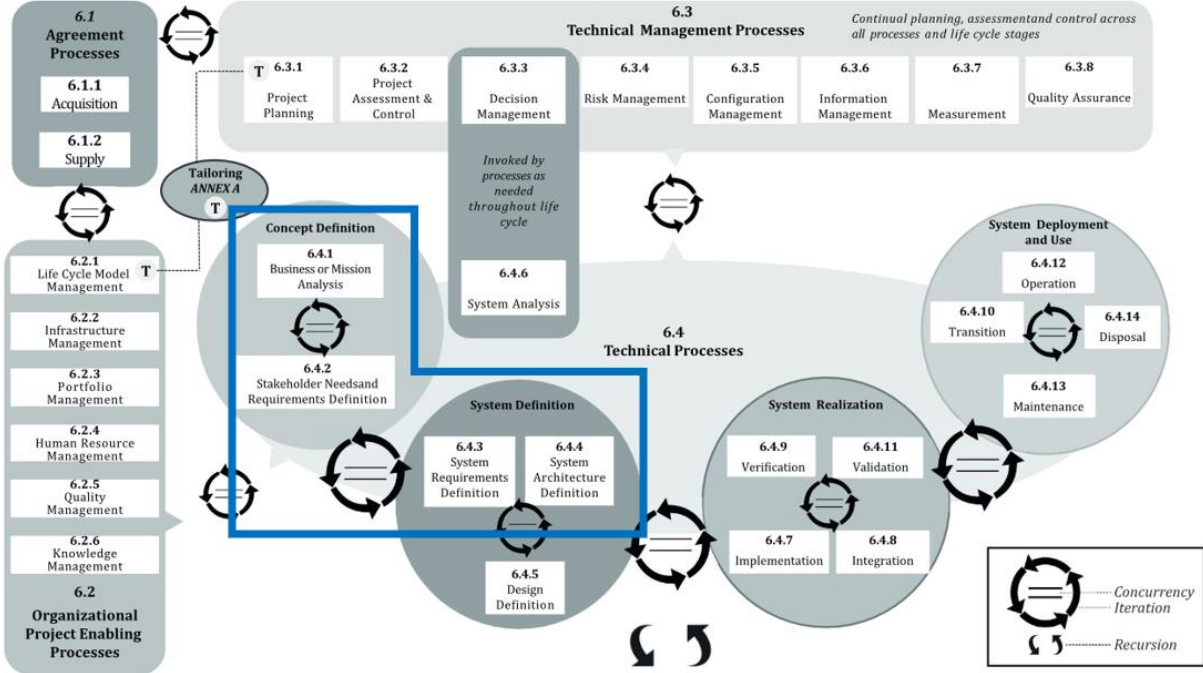 6.1
Agreement
Processes
6.1.1
Acquisition
6.1.2
Supply
6.3
Technical Management Processes
Continual planning, assessmentand control across
all processes and life cycle stages
T
6.3.1
Project
Planning
6.3.2
Project
Assessment &
Control
6.3.3
Decision
Management
6.3.4
Risk Management
6.3.5
Configuration
Management
6.3.6
Information
Management
6.3.7
Measurement
6.3.8
Quality Assurance
Invoked by
processes as
needed
throughout life
cycle
6.4.6
System Analysis
Tailoring
ANNEX A
T
6.2.1
Life Cycle Model
Management
T
6.2.2
Infrastructure
Management
6.2.3
Portfolio
Management
6.2.4
Human Resource
Management
6.2.5
Quality
Management
6.2.6
Knowledge
Management
6.2
Organizational
Project Enabling
Processes
Concept Definition
6.4.1
Business or Mission
Analysis
6.4.2
Stakeholder Needsand
Requirements Definition
6.4
Technical Processes
System Definition
6.4.3
System
Requirements
Definition
6.4.4
System
Architecture
Definition
6.4.5
Design
Definition
System Realization
6.4.9
Verification
6.4.11
Validation
6.4.7
Implementation
6.4.8
Integration
System Deployment
and Use
6.4.12
Operation
6.4.10
Transition
6.4.14
Disposal
6.4.13
Maintenance
Concurrency
Iteration
Recursion